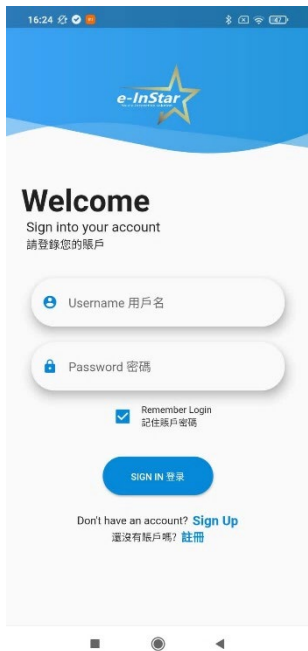 16:24
e-InStar
Welcome
Sign into your account
請登錄您的賬戶
Username 用戶名
Password 密碼
Remember Login
記住賬戶密碼
SIGN IN 登录
Don't have an account? Sign Up
還沒有賬戶嗎? 註冊